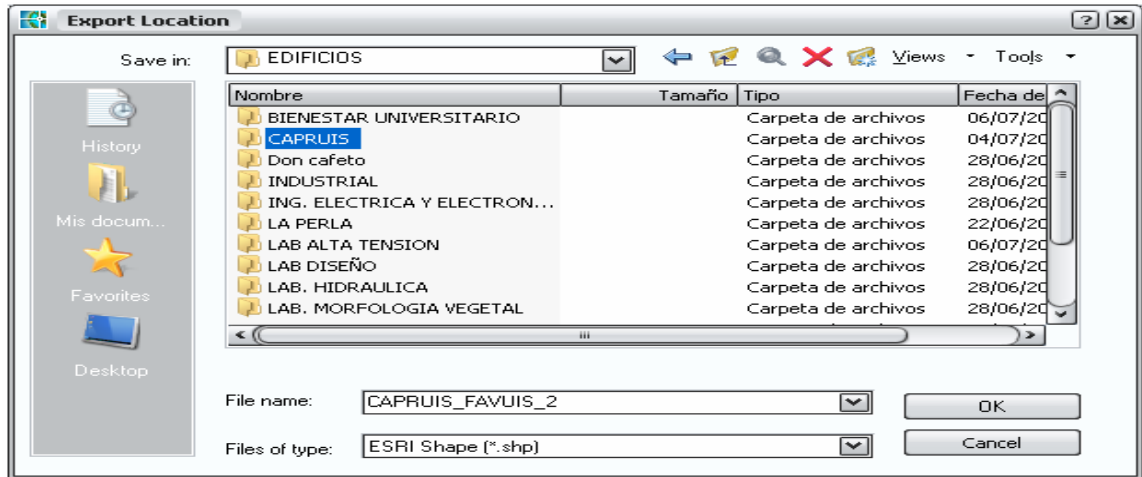 Export Location
Save in: EDIFICIOS Views Tools
Nombre Tamaño Tipo Fecha de
BIENESTAR UNIVERSITARIO Carpeta de archivos 06/07/20
CAPRUIS Carpeta de archivos 04/07/20
Don cafeto Carpeta de archivos 28/06/20
INDUSTRIAL Carpeta de archivos 28/06/20
ING. ELECTRICA Y ELECTRON... Carpeta de archivos 28/06/20
LA PERLA Carpeta de archivos 22/06/20
LAB ALTA TENSION Carpeta de archivos 06/07/20
LAB DISEÑO Carpeta de archivos 28/06/20
LAB. HIDRAULICA Carpeta de archivos 28/06/20
LAB. MORFOLOGIA VEGETAL Carpeta de archivos 28/06/20
History
Mis docum...
Favorites
Desktop
File name: CAPRUIS_FAVUIS_2 OK
Files of type: ESRI Shape (*.shp) Cancel